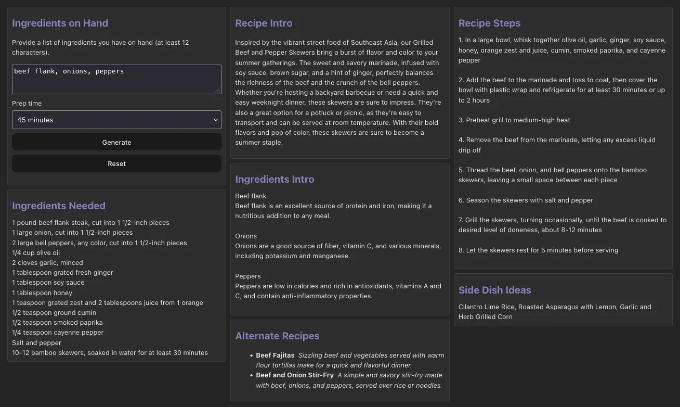 Ingredients on Hand
Provide a list of ingredients you have on hand (at least 12
characters).
beef flank, onions, peppers
Prep time
45 minutes
Generate
Reset
Ingredients Needed
1 pound beef flank steak, cut into 1 1/2-inch pieces
1 large onion, cut into 1 1/2-inch pieces
2 large bell peppers, any color, cut into 1 1/2-inch pieces
1/4 cup olive oil
2 cloves garlic, minced
1 tablespoon grated fresh ginger
1 tablespoon soy sauce
1 tablespoon honey
1 teaspoon grated zest and 2 tablespoons juice from 1 orange
1/2 teaspoon ground cumin
1/2 teaspoon smoked paprika
1/4 teaspoon cayenne pepper
Salt and pepper
10-12 bamboo skewers, soaked in water for at least 30 minutes
Recipe Intro
Inspired by the vibrant street food of Southeast Asia, our Grilled
Beef and Pepper Skewers bring a burst of flavor and color to your
summer gatherings. The sweet and savory marinade, infused with
soy sauce, brown sugar, and a hint of ginger, perfectly balances
the richness of the beef and the crunch of the bell peppers.
Whether you're hosting a backyard barbecue or need a quick and
easy weeknight dinner, these skewers are sure to impress. They're
also a great option for a potluck or picnic, as they're easy to
transport and can be served at room temperature. With their bold
flavors and pop of color, these skewers are sure to become a
summer staple.
Ingredients Intro
Beef flank
Beef flank is an excellent source of protein and iron, making it a
nutritious addition to any meal.
Onions
Onions are a good source of fiber, vitamin C, and various minerals,
including potassium and manganese.
Peppers
Peppers are low in calories and rich in antioxidants, vitamins A and
C, and contain anti-inflammatory properties.
Alternate Recipes
• Beef Fajitas Sizzling beef and vegetables served with warm
flour tortillas make for a quick and flavorful dinner.
• Beef and Onion Stir-Fry A simple and savory stir-fry made
with beef, onions, and peppers, served over rice or noodles.
Recipe Steps
1. In a large bowl, whisk together olive oil, garlic, ginger, soy sauce,
honey, orange zest and juice, cumin, smoked paprika, and cayenne
pepper
2. Add the beef to the marinade and toss to coat, then cover the
bowl with plastic wrap and refrigerate for at least 30 minutes or up
to 2 hours
3. Preheat grill to medium-high heat
4. Remove the beef from the marinade, letting any excess liquid
drip off
5. Thread the beef, onion, and bell peppers onto the bamboo
skewers, leaving a small space between each piece
6. Season the skewers with salt and pepper
7. Grill the skewers, turning occasionally, until the beef is cooked to
desired level of doneness, about 8-12 minutes
8. Let the skewers rest for 5 minutes before serving
Side Dish Ideas
Cilantro Lime Rice, Roasted Asparagus with Lemon, Garlic and
Herb Grilled Corn